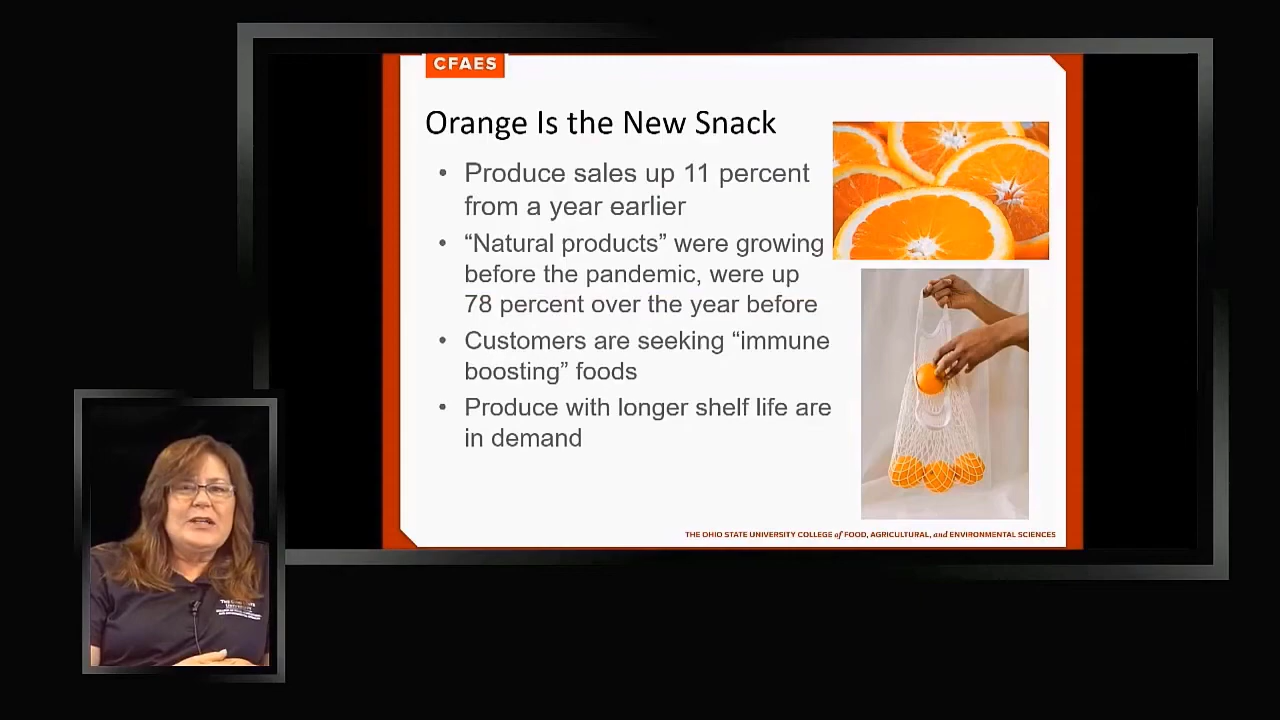 CFAES
Orange Is the New Snack
• Produce sales up 11 percent
from a year earlier
• “Natural products” were growing
before the pandemic, were up
78 percent over the year before
• Customers are seeking “immune
boosting” foods
• Produce with longer shelf life are
in demand
THE OHIO STATE UNIVERSITY COLLEGE of FOOD, AGRICULTURAL, and ENVIRONMENTAL SCIENCES